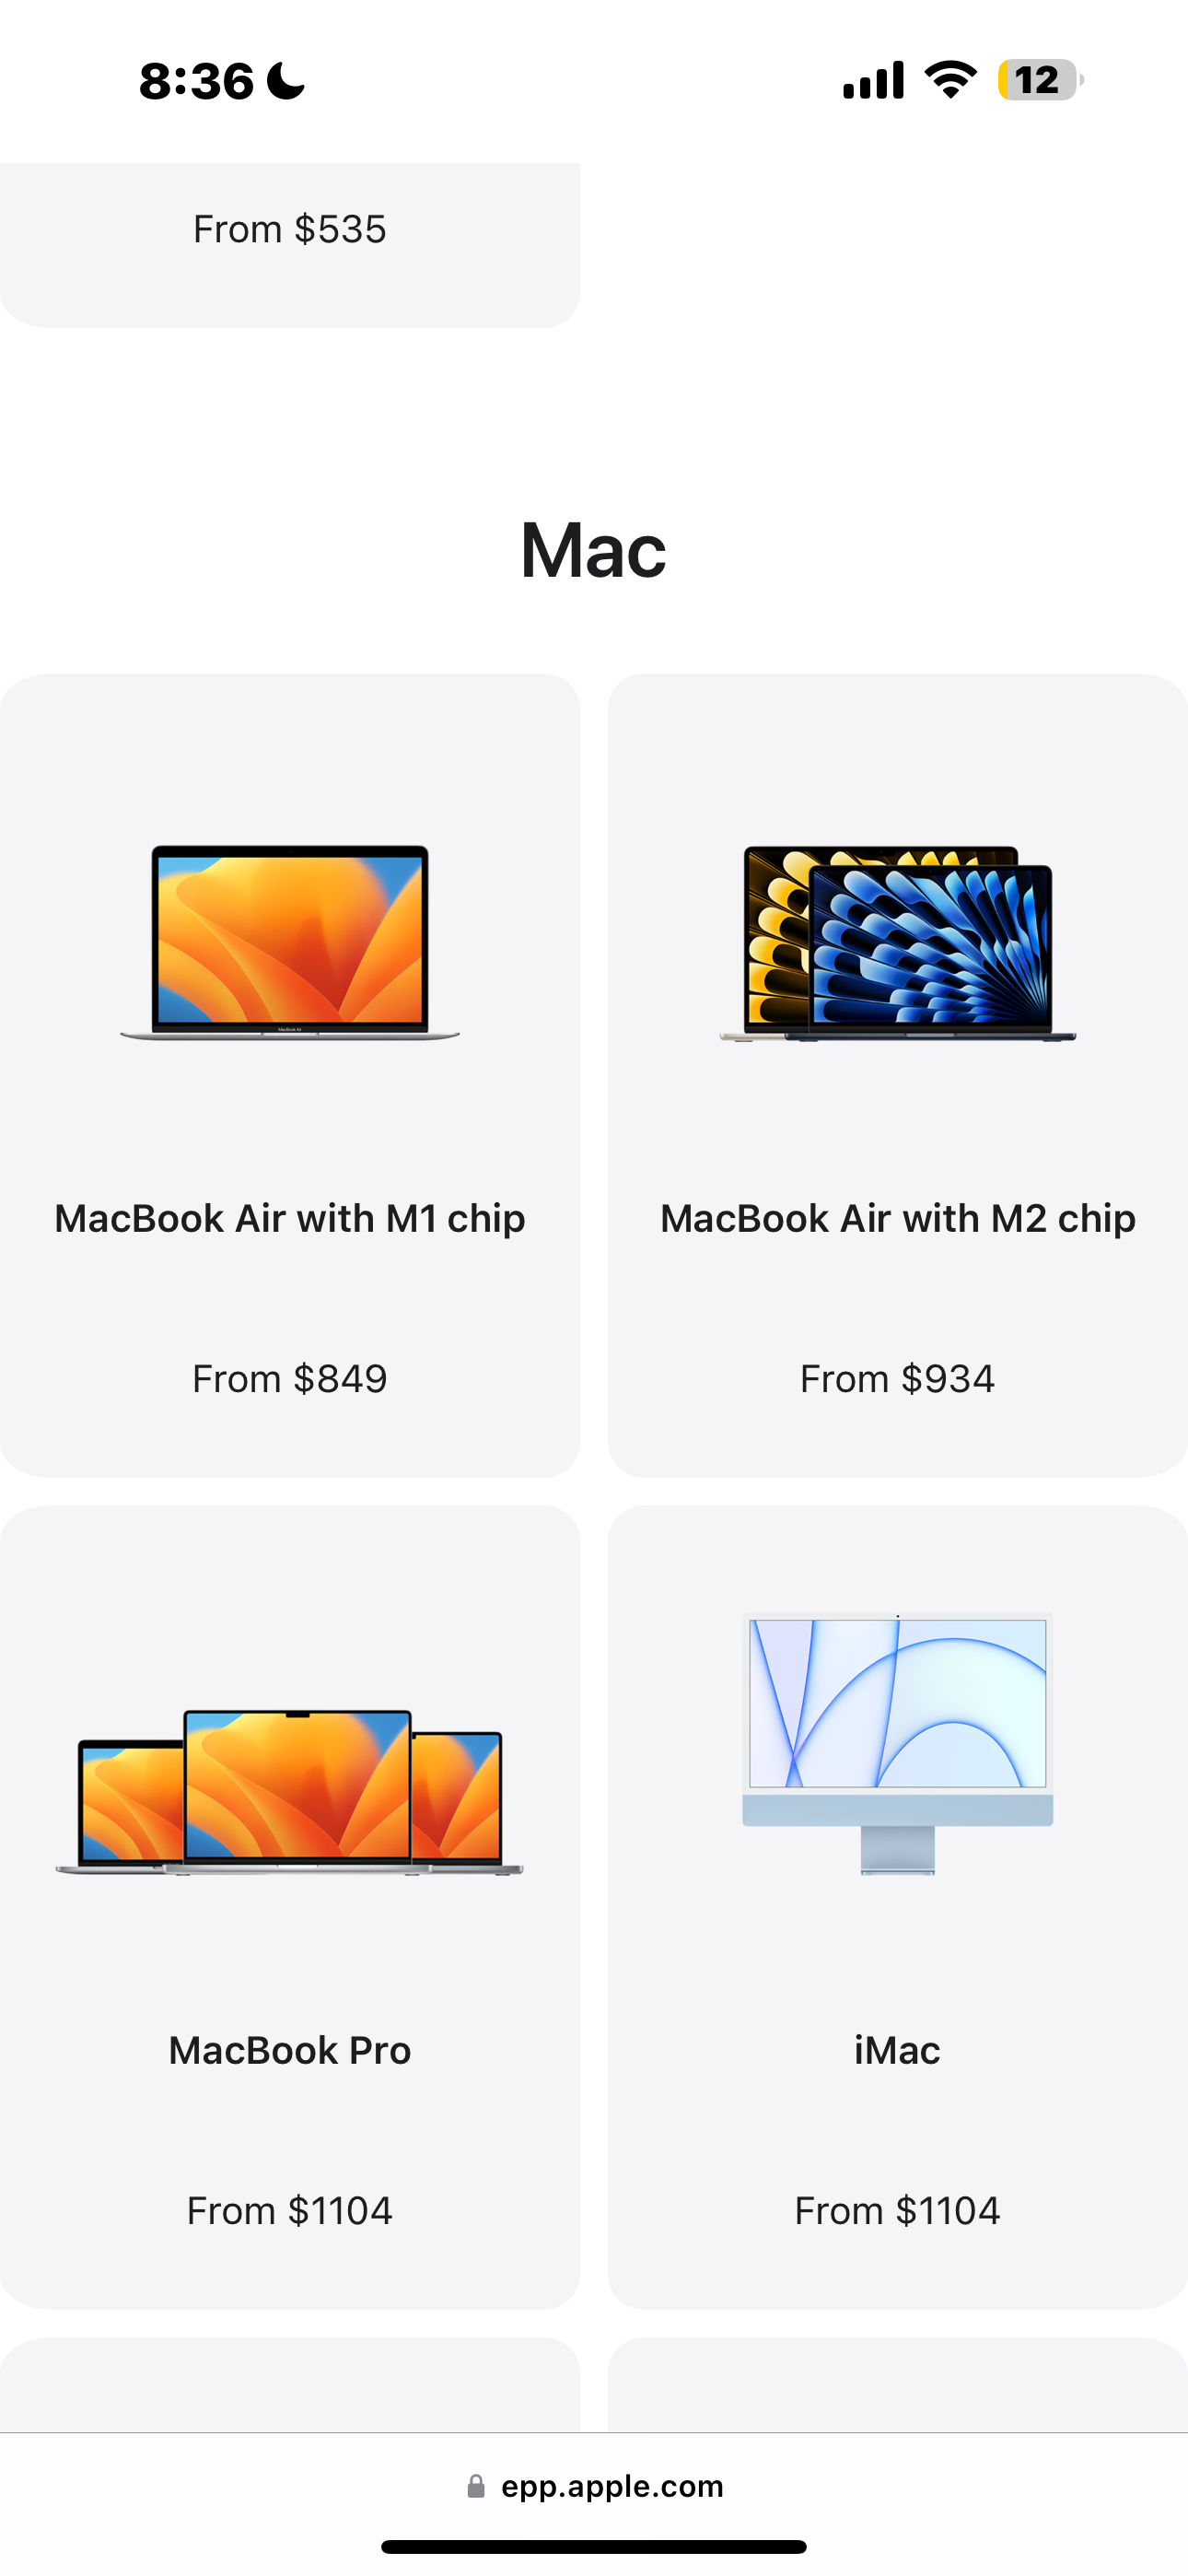 8:36
12
From $535
Mac
MacBook Air with M1 chip
MacBook Air with M2 chip
From $849
From $934
MacBook Pro
iMac
From $1104
From $1104
epp.apple.com